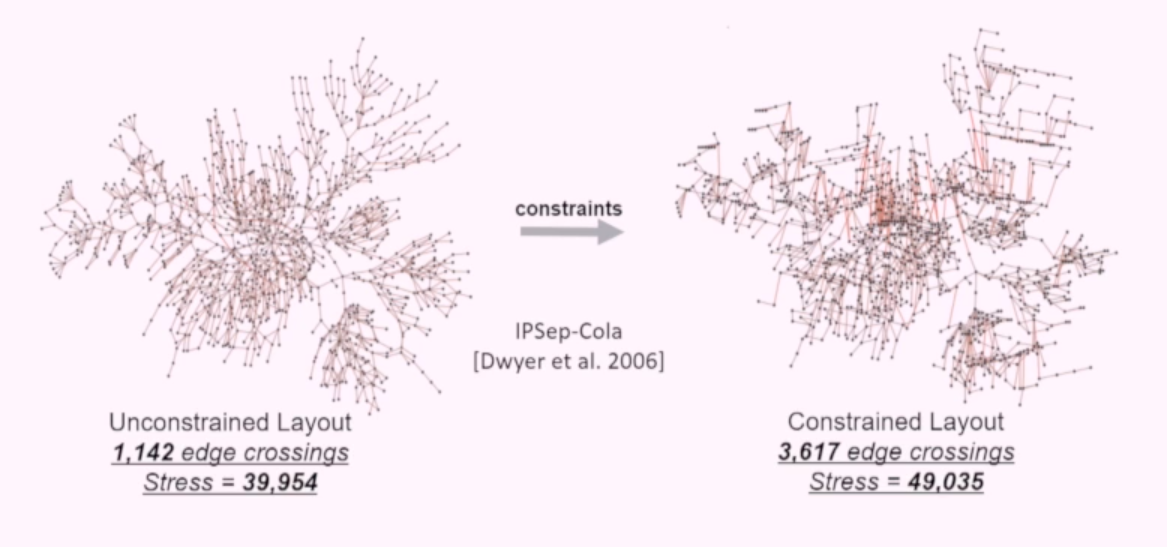 constraints
IPSep-Cola
[Dwyer et al. 2006]
Unconstrained Layout
1,142 edge crossings
Stress = 39,954
Constrained Layout
3,617 edge crossings
Stress = 49,035